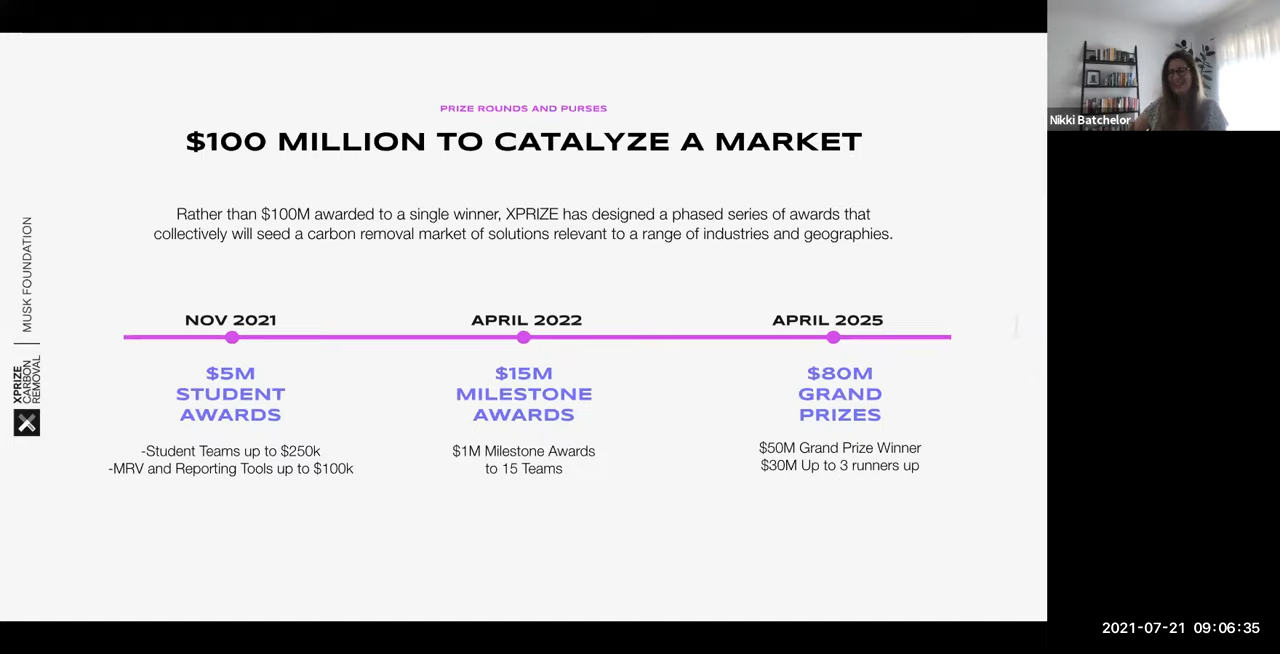 PRIZE ROUNDS AND PURSES
$100 MILLION TO CATALYZE A MARKET
Rather than $100M awarded to a single winner, XPRIZE has designed a phased series of awards that
collectively will seed a carbon removal market of solutions relevant to a range of industries and geographies.
NOV 2021
$5M
STUDENT
AWARDS
-Student Teams up to $250k
-MRV and Reporting Tools up to $100k
APRIL 2022
$15M
MILESTONE
AWARDS
$1M Milestone Awards
to 15 Teams
APRIL 2025
$80M
GRAND
PRIZES
$50M Grand Prize Winner
$30M Up to 3 runners up
XPRIZE
CARBON
REMOVAL
MUSK FOUNDATION
Nikki Batchelor
2021-07-21 09:06:35